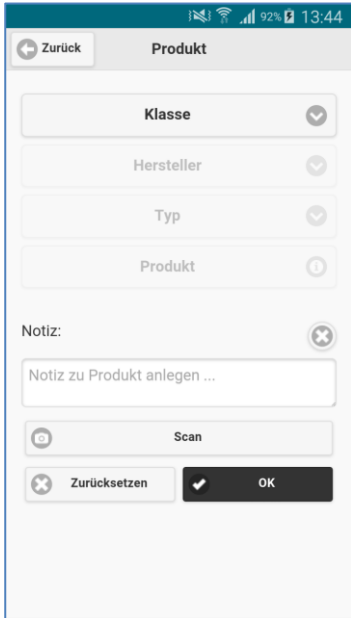 92% 13:44
Zurück Produkt
Klasse
Hersteller
Typ
Produkt
Notiz:
Notiz zu Produkt anlegen ...
Scan
Zurücksetzen OK